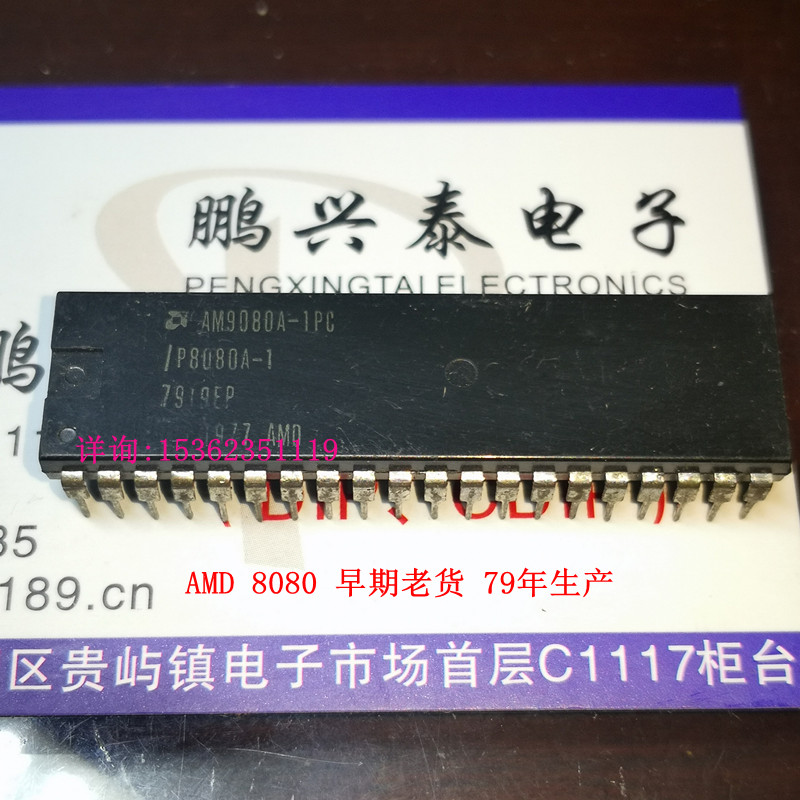 鹏兴泰电子
PENGXINGTAI ELECTRONICS
AM9080A-1PC
/P8080A-1
7919EP
1977 AMD
鹏
详询:15362351119
11
35
189.cn
AMD 8080 早期老货 79年生产
区贵屿镇电子市场首层C1117柜台